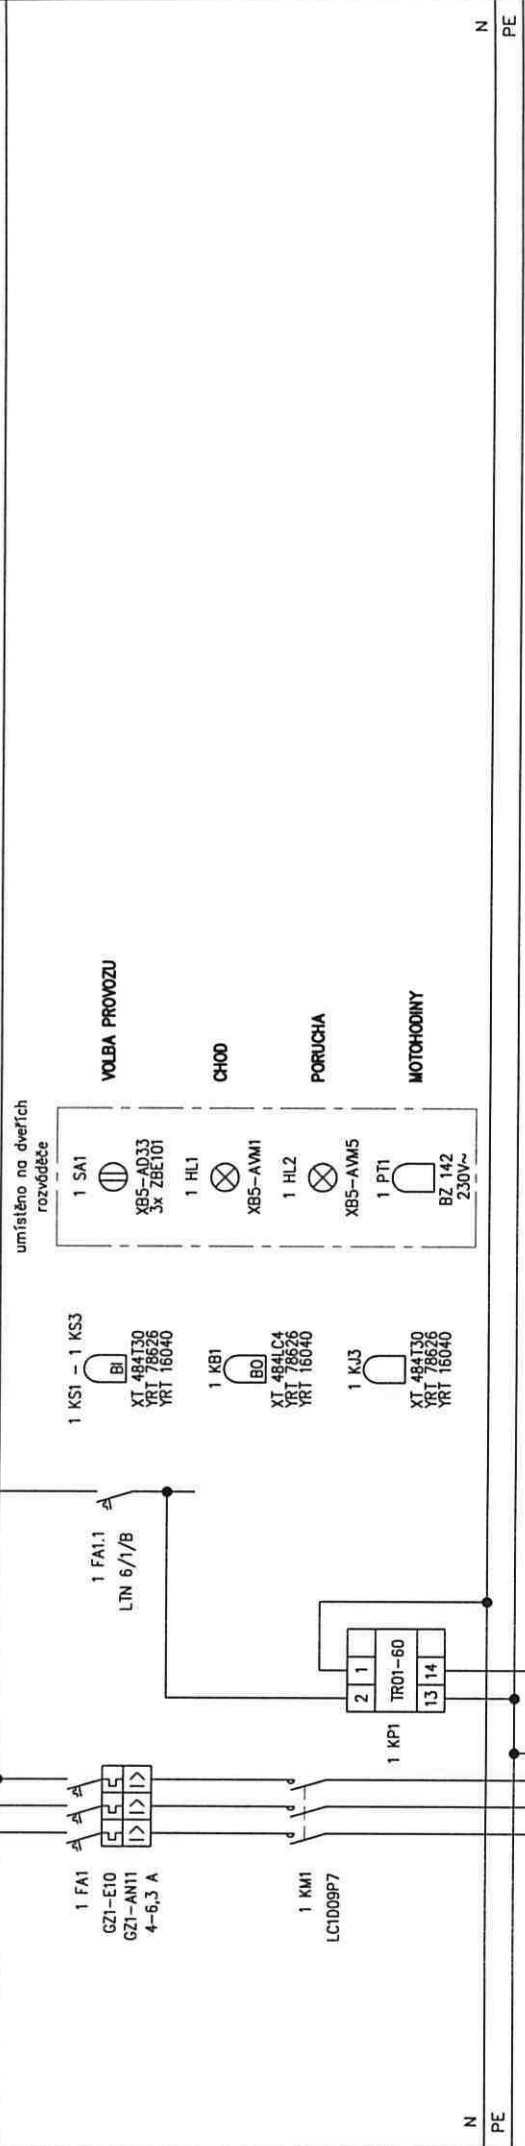 N
PE
1 FA1
GZ1-E10
GZ1-AN11
4-6,3 A
I>
I>
I>
1 KM1
LC1D09P7
1 KP1
2
1
TR01-60
13
14
1 FA1.1
LTN 6/1/B
1 KS1 - 1 KS3
BI
XT 484T30
YRT 78626
YRT 16040
1 KB1
BO
XT 484LC4
YRT 78626
YRT 16040
1 KJ3
XT 484T30
YRT 78626
YRT 16040
umístěno na dveřích
rozváděče
1 SA1
XB5-AD33
3x ZBE101
1 HL1
XB5-AVM1
1 HL2
XB5-AVM5
1 PT1
BZ 142
230V~
VOLBA PROVOZU
CHOD
PORUCHA
MOTOHODINY
N
PE